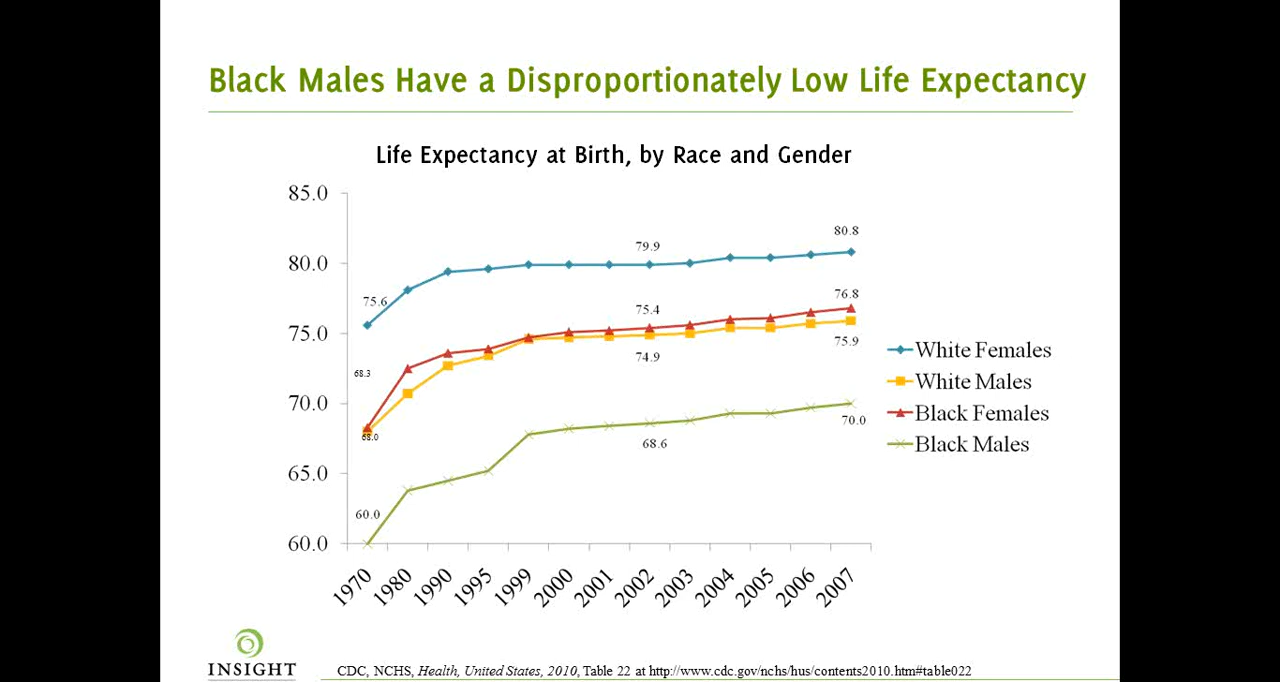 Black Males Have a Disproportionately Low Life Expectancy
Life Expectancy at Birth, by Race and Gender
85.0
80.0
75.0
70.0
65.0
60.0
75.6
79.9
80.8
68.3
75.4
76.8
68.0
74.9
75.9
60.0
68.6
70.0
White Females
White Males
Black Females
Black Males
1970 1980 1990 1995 1999 2000 2001 2002 2003 2004 2005 2006 2007
INSIGHT
CDC, NCHS, Health, United States, 2010, Table 22 at http://www.cdc.gov/nchs/hus/contents2010.htm#table022